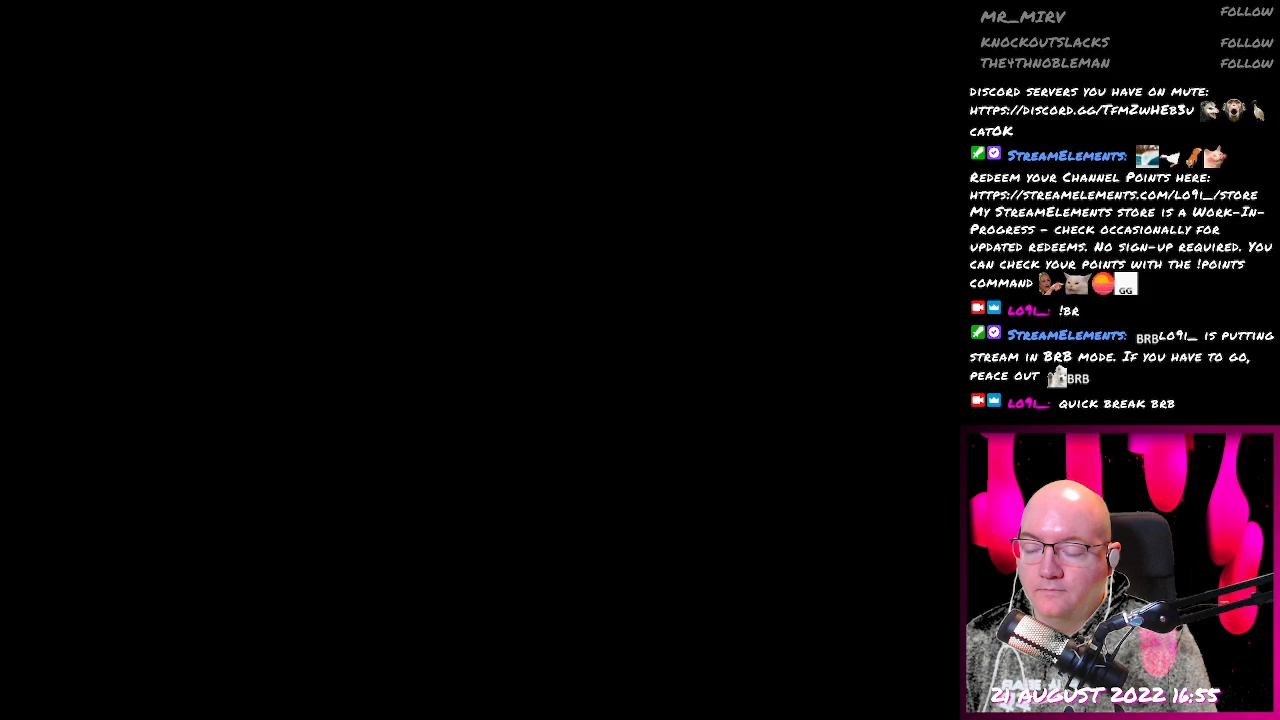 MR_MIRV FOLLOW
KNOCKOUTSLACKS FOLLOW
THE4THNOBLEMAN FOLLOW
DISCORD SERVERS YOU HAVE ON MUTE:
HTTPS://DISCORD.GG/TFMZWHEB3U
CATOK
STREAMELEMENTS:
REDEEM YOUR CHANNEL POINTS HERE:
HTTPS://STREAMELEMENTS.COM/LO91_/STORE
MY STREAMELEMENTS STORE IS A WORK-IN-
PROGRESS - CHECK OCCASIONALLY FOR
UPDATED REDEEMS. NO SIGN-UP REQUIRED. YOU
CAN CHECK YOUR POINTS WITH THE !POINTS
COMMAND GG
LO91_: !BR
STREAMELEMENTS: BRB LO91_ IS PUTTING
STREAM IN BRB MODE. IF YOU HAVE TO GO,
PEACE OUT BRB
LO91_: QUICK BREAK BRB
21 AUGUST 2022 16:55